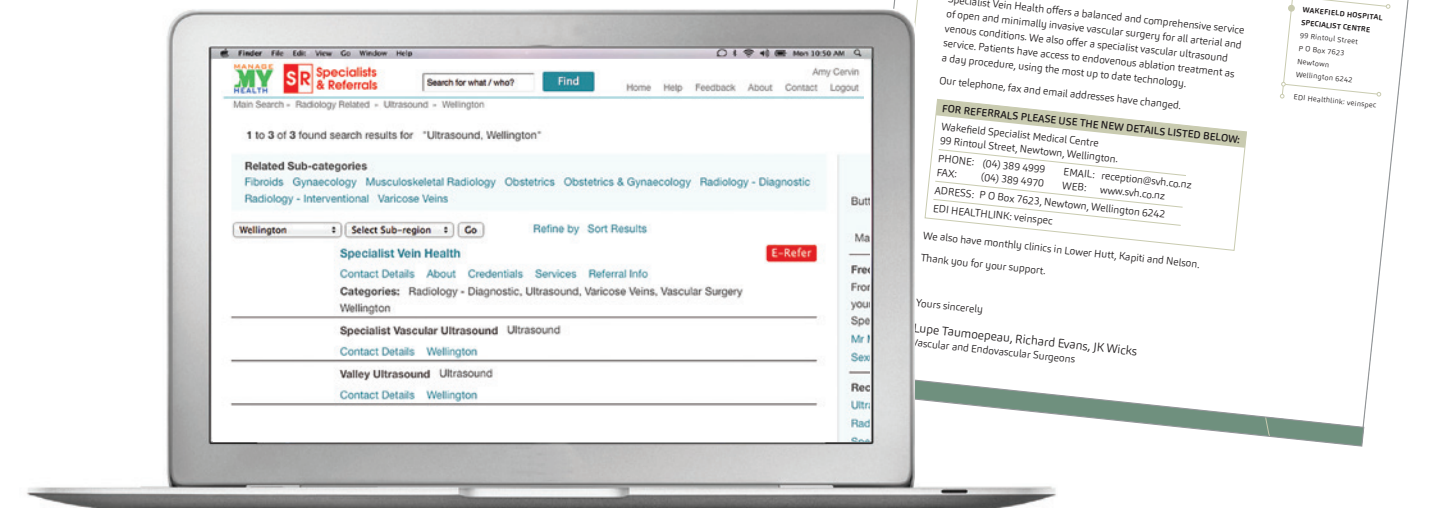 Finder File Edit View Go Window Help
Mon 10:50 AM
MANAGE
MY
HEALTH
SR Specialists
& Referrals
Search for what / who?
Find
Amy Cervin
Home Help Feedback About Contact Logout
Main Search » Radiology Related » Ultrasound » Wellington
1 to 3 of 3 found search results for "Ultrasound, Wellington"
Related Sub-categories
Fibroids Gynaecology Musculoskeletal Radiology Obstetrics Obstetrics & Gynaecology Radiology - Diagnostic
Radiology - Interventional Varicose Veins
Wellington Select Sub-region Go Refine by Sort Results
Specialist Vein Health E-Refer
Contact Details About Credentials Services Referral Info
Categories: Radiology - Diagnostic, Ultrasound, Varicose Veins, Vascular Surgery
Wellington
Specialist Vascular Ultrasound Ultrasound
Contact Details Wellington
Valley Ultrasound Ultrasound
Contact Details Wellington
Butt
Ma
Free
From
your
Spe
Mr
Sex
Rec
Ultra
Rad
Specialist Vein Health offers a balanced and comprehensive service
of open and minimally invasive vascular surgery for all arterial and
venous conditions. We also offer a specialist vascular ultrasound
service. Patients have access to endovenous ablation treatment as
a day procedure, using the most up to date technology.
Our telephone, fax and email addresses have changed.
FOR REFERRALS PLEASE USE THE NEW DETAILS LISTED BELOW:
Wakefield Specialist Medical Centre
99 Rintoul Street, Newtown, Wellington.
PHONE: (04) 389 4999 EMAIL: reception@svh.co.nz
FAX: (04) 389 4970 WEB: www.svh.co.nz
ADRESS: P O Box 7623, Newtown, Wellington 6242
EDI HEALTHLINK: veinspec
We also have monthly clinics in Lower Hutt, Kapiti and Nelson.
Thank you for your support.
Yours sincerely
Lupe Taumoepeau, Richard Evans, JK Wicks
Vascular and Endovascular Surgeons
WAKEFIELD HOSPITAL
SPECIALIST CENTRE
99 Rintoul Street
P O Box 7623
Newtown
Wellington 6242
EDI Healthlink: veinspec